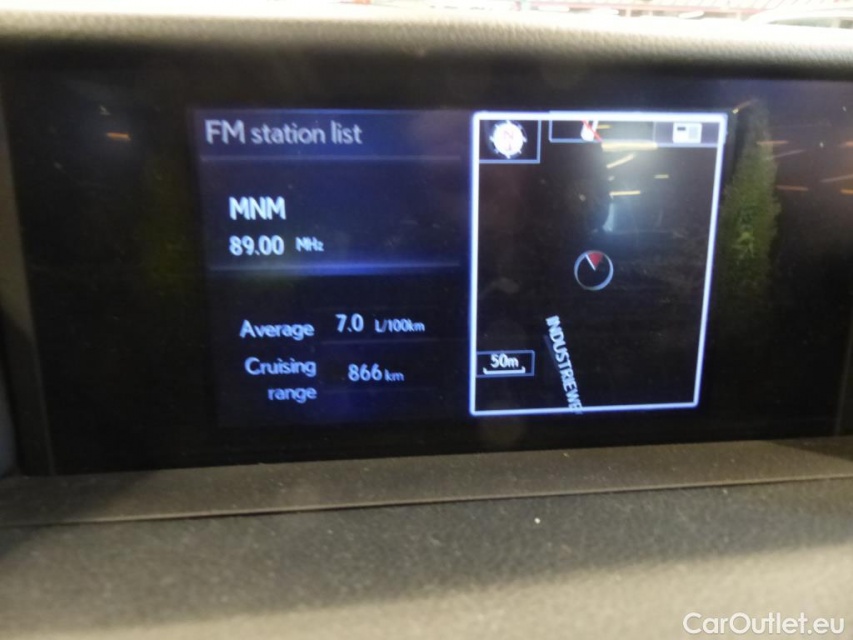 FM station list
MNM
89.00 MHz
Average 7.0 L/100km
Cruising range 866 km
50m
INDUSTRIEWE
CarOutlet.eu